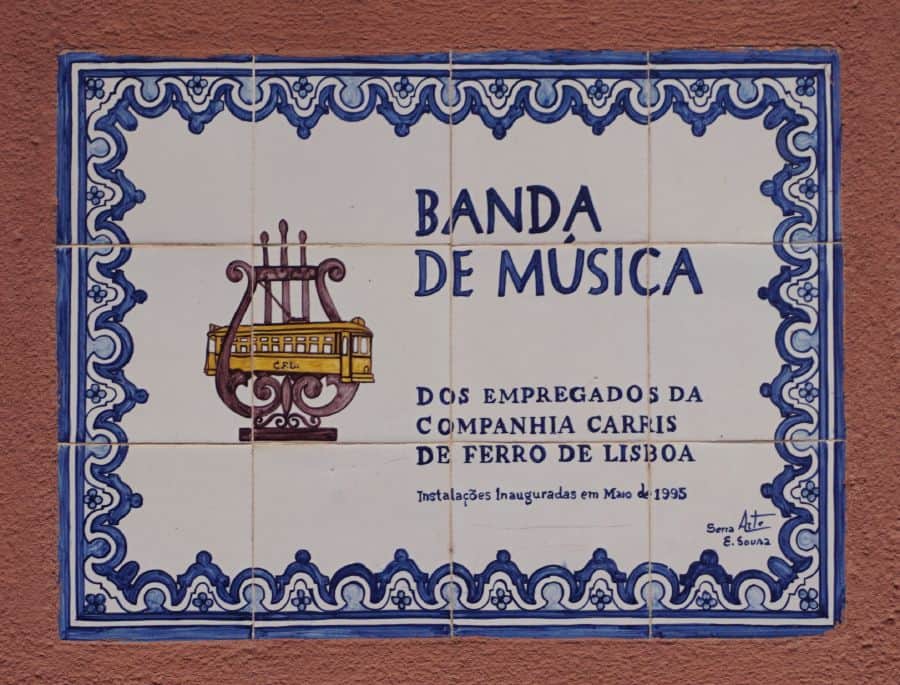 BANDA
DE MÚSICA
C.F.L.
DOS EMPREGADOS DA
COMPANHIA CARRIS
DE FERRO DE LISBOA
Instalações Inauguradas em Maio de 1995
Serra Arte
E. Sousa